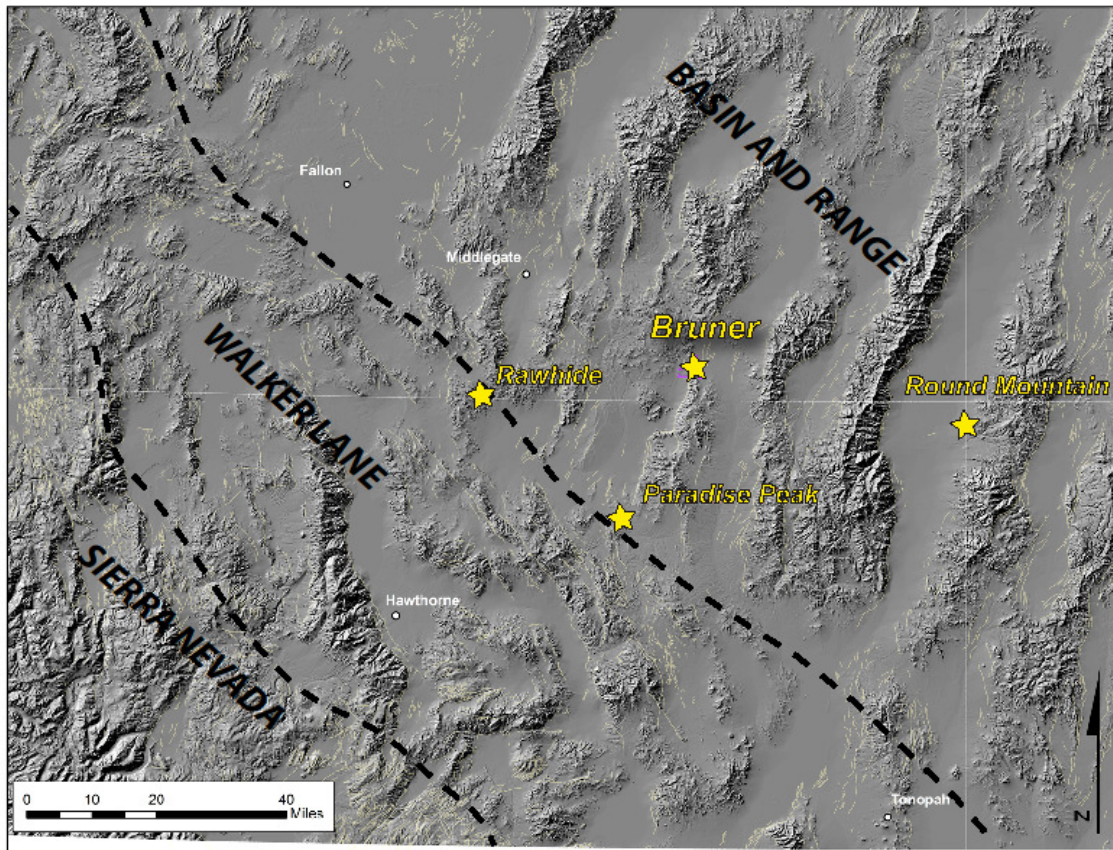 BASIN AND RANGE
Fallon
Middlegate
Bruner
WALKER LANE
Rawhide
Round Mountain
Paradise Peak
SIERRA NEVADA
Hawthorne
0 10 20 40
Miles
Tonopah
N